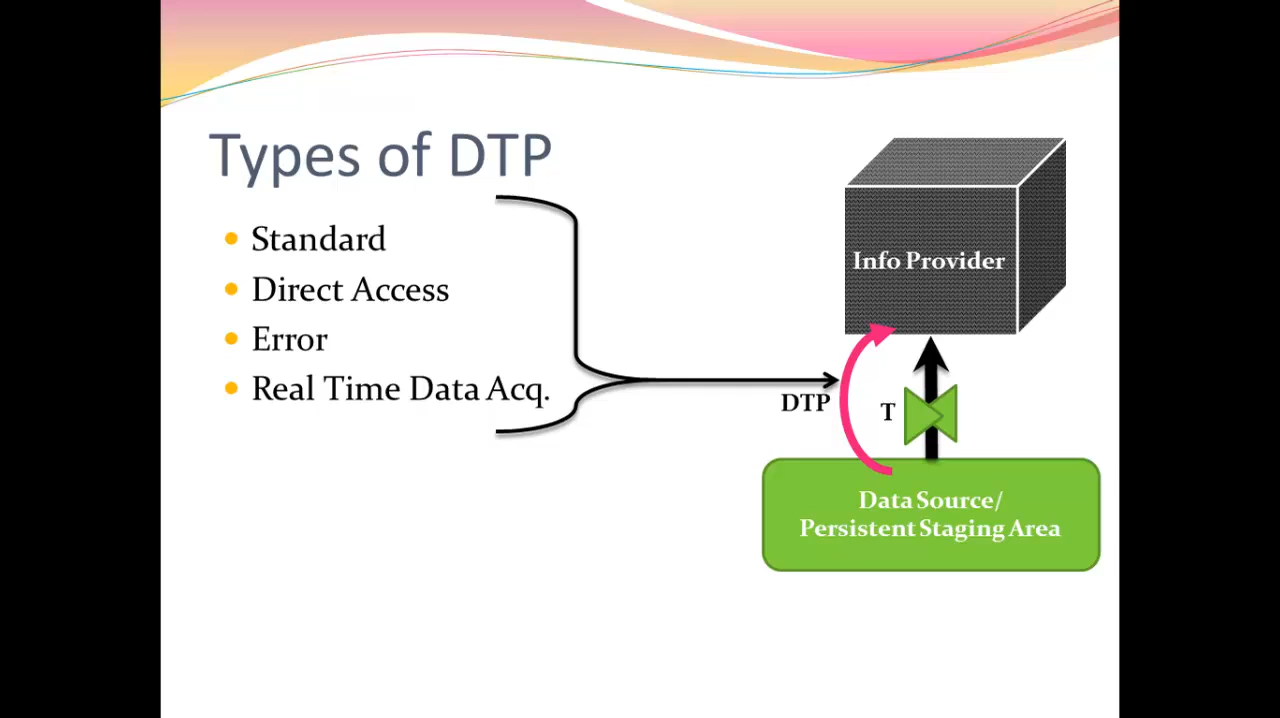 Types of DTP
Standard
Direct Access
Error
Real Time Data Acq.
Info Provider
DTP
T
Data Source/
Persistent Staging Area